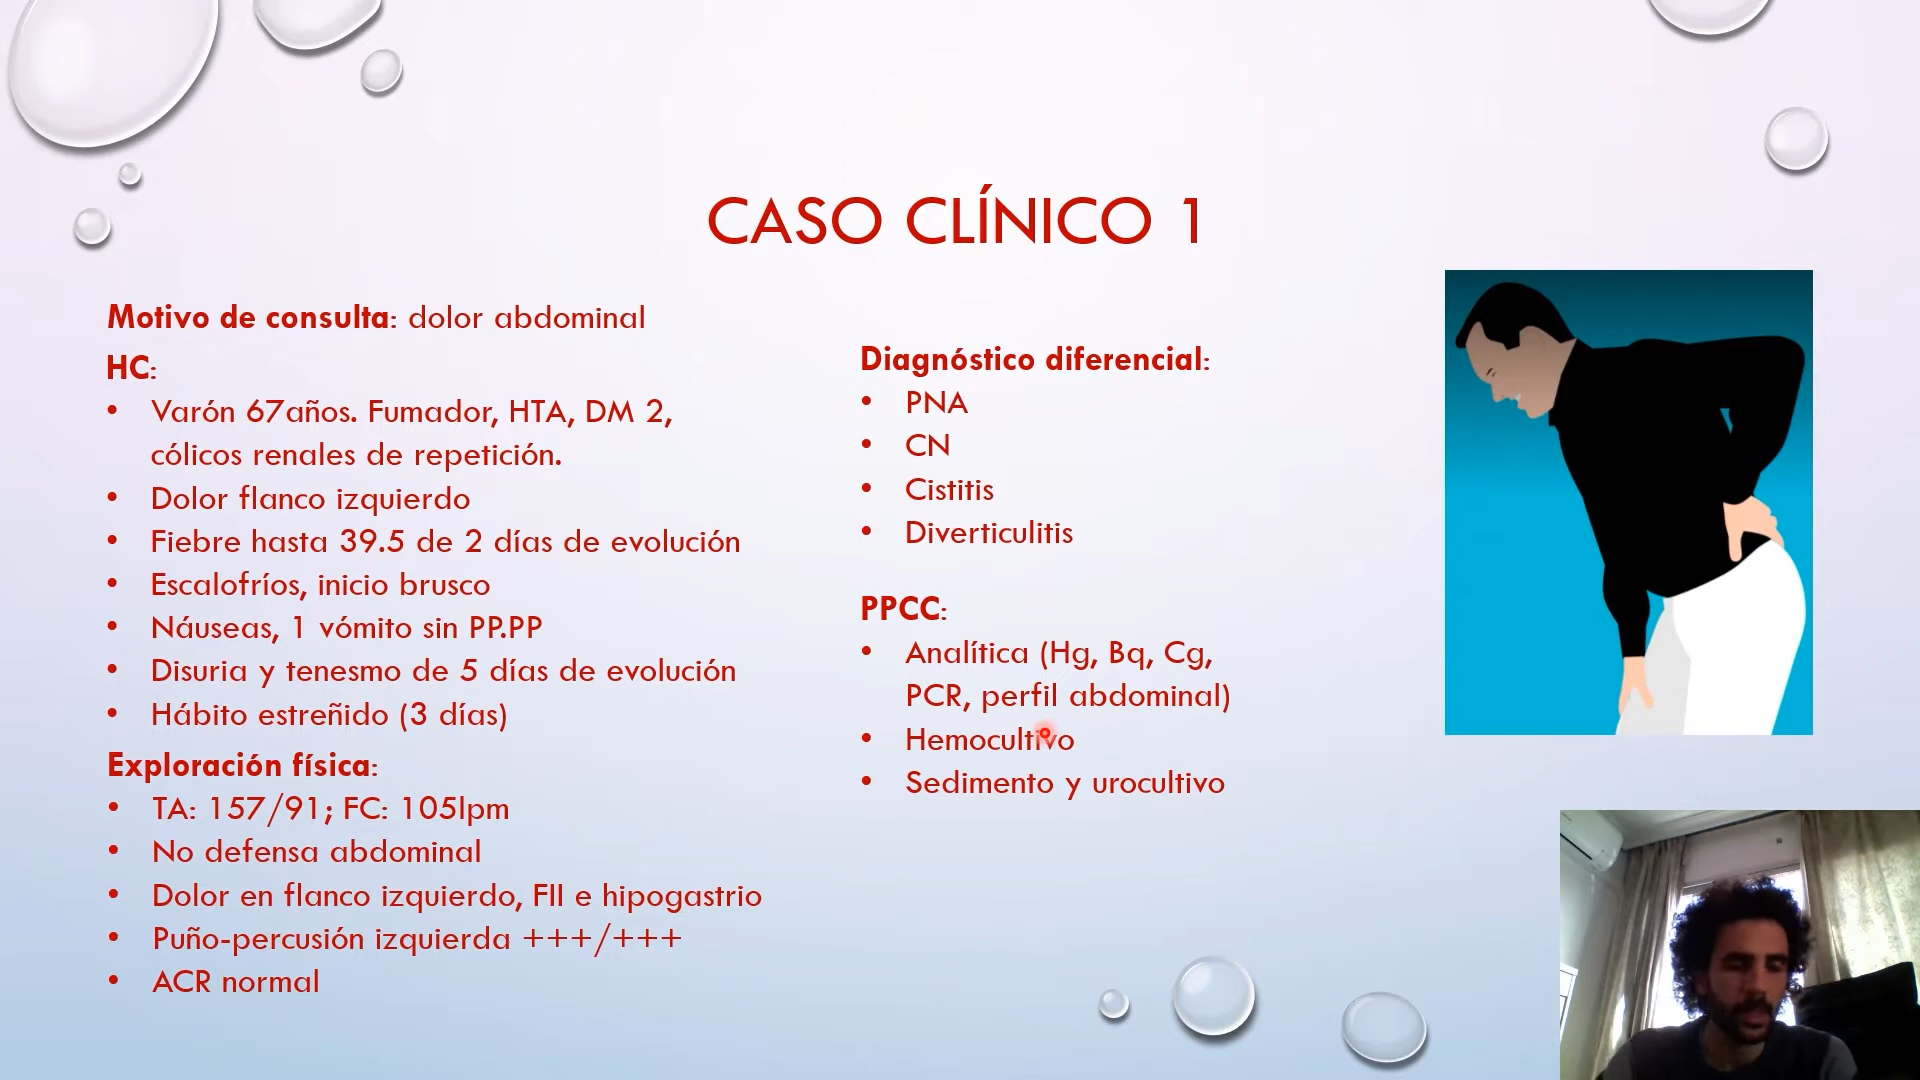 CASO CLÍNICO 1
Motivo de consulta: dolor abdominal
HC:
• Varón 67años. Fumador, HTA, DM 2,
cólicos renales de repetición.
• Dolor flanco izquierdo
• Fiebre hasta 39.5 de 2 días de evolución
• Escalofríos, inicio brusco
• Náuseas, 1 vómito sin PP.PP
• Disuria y tenesmo de 5 días de evolución
• Hábito estreñido (3 días)
Exploración física:
• TA: 157/91; FC: 105lpm
• No defensa abdominal
• Dolor en flanco izquierdo, FII e hipogastrio
• Puño-percusión izquierda +++/+++
• ACR normal
Diagnóstico diferencial:
• PNA
• CN
• Cistitis
• Diverticulitis
PPCC:
• Analítica (Hg, Bq, Cg,
PCR, perfil abdominal)
• Hemocultivo
• Sedimento y urocultivo